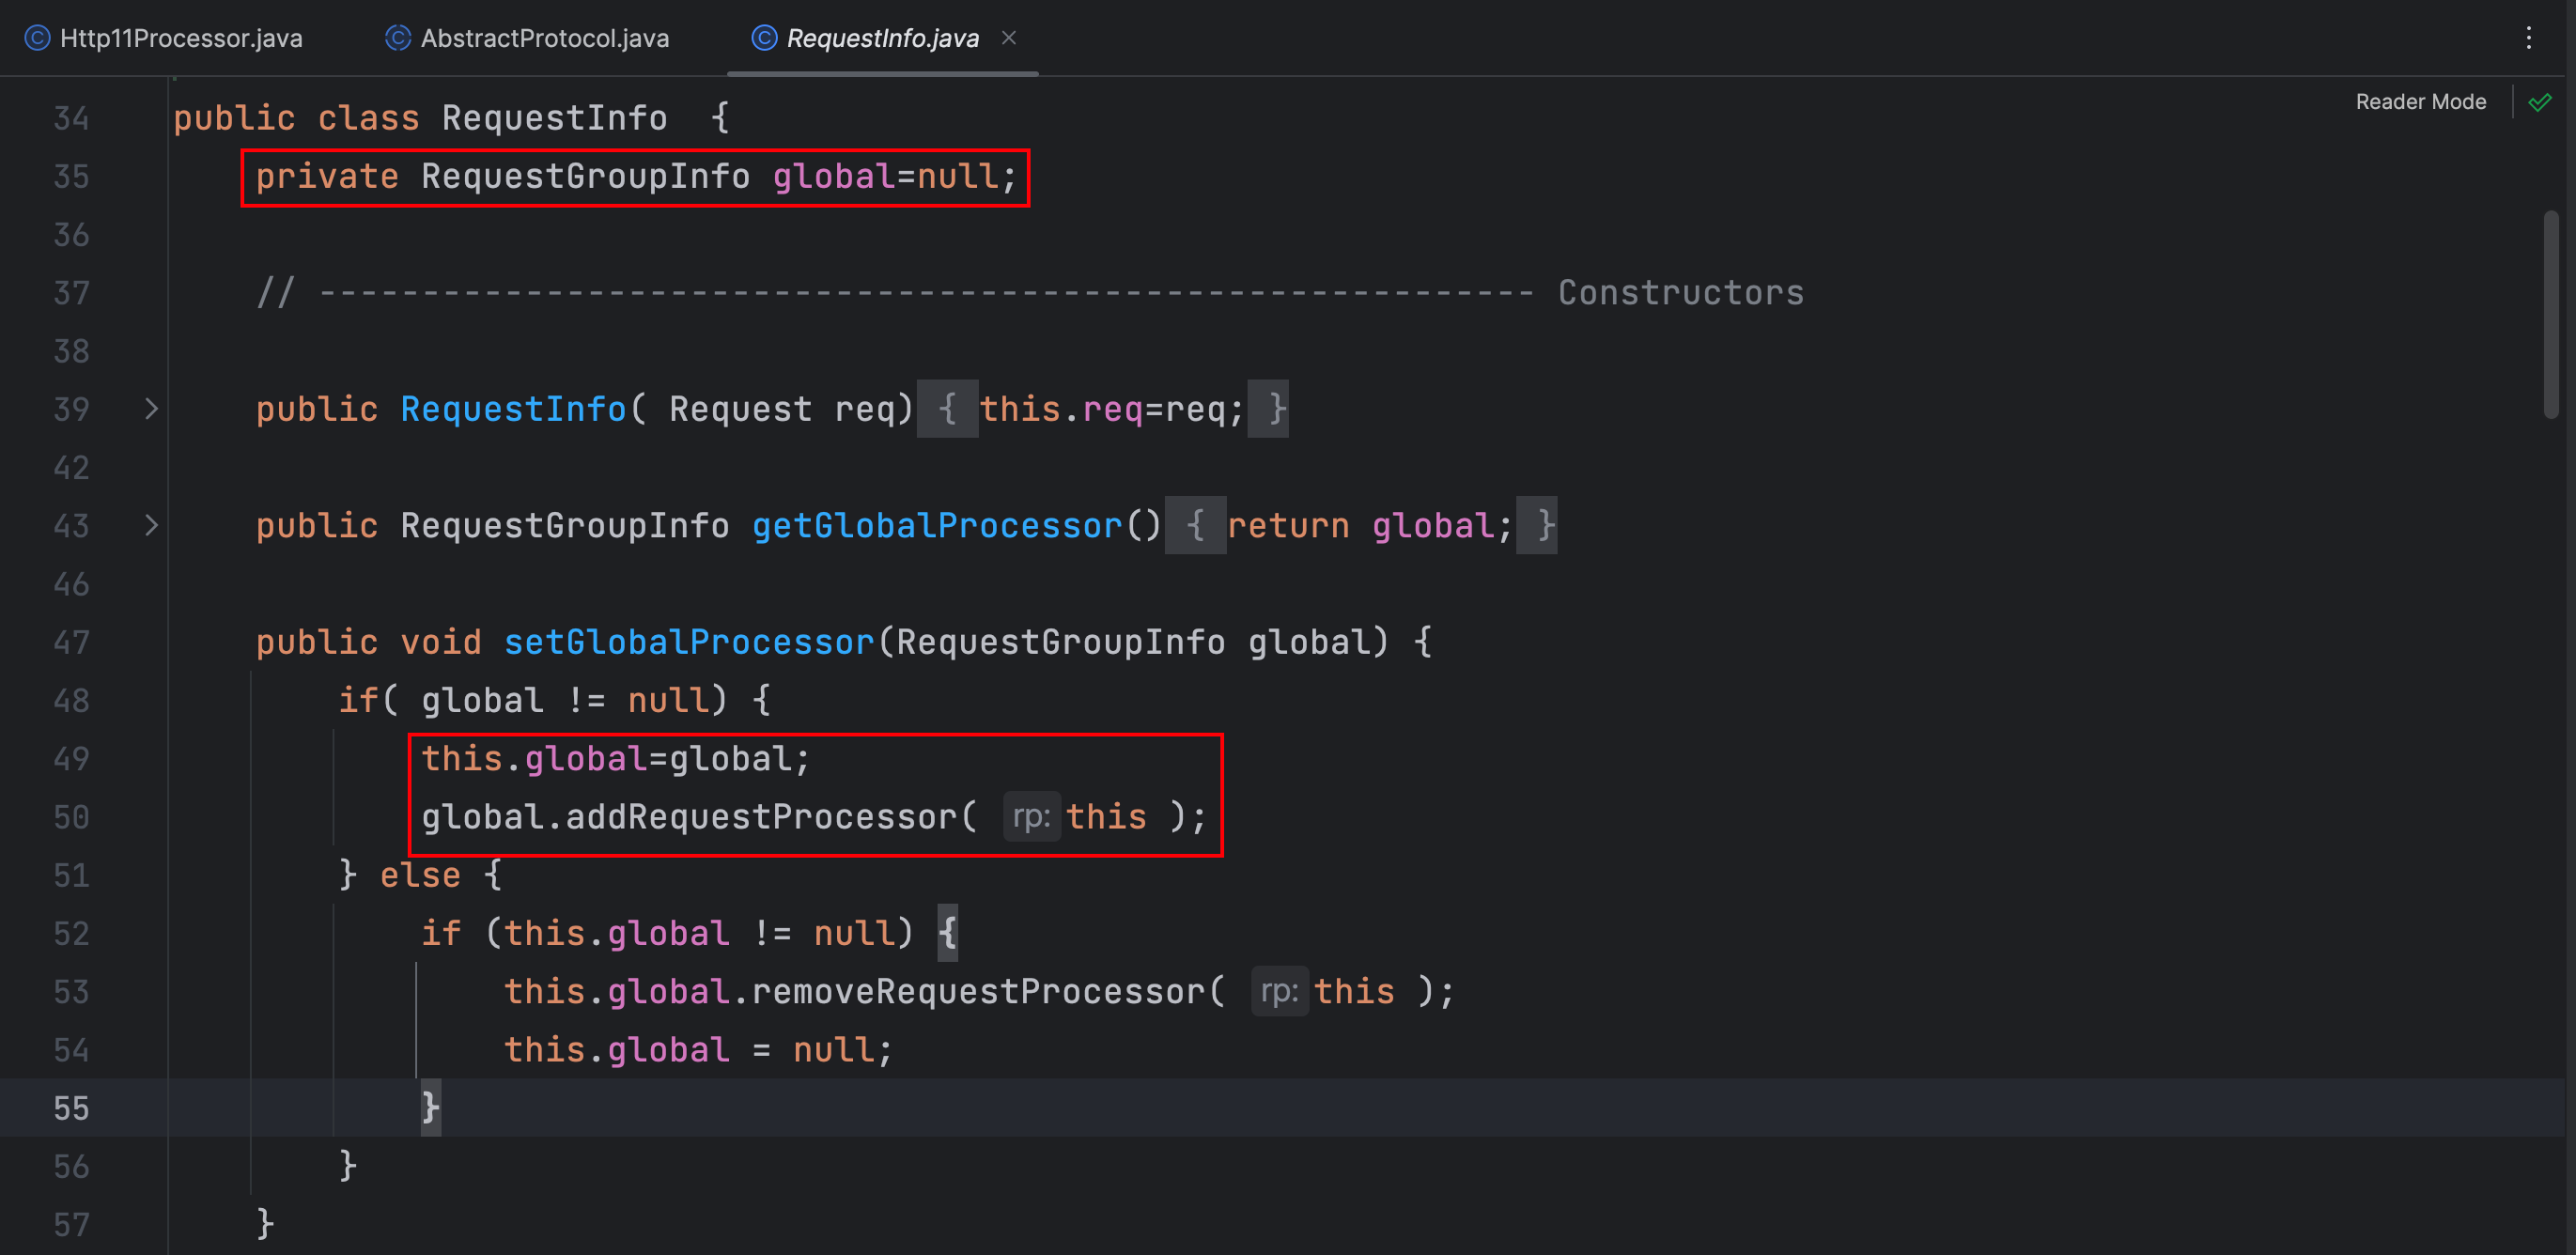 Http11Processor.java AbstractProtocol.java RequestInfo.java
Reader Mode
34 public class RequestInfo  {
35     private RequestGroupInfo global=null;
36
37     // ----------------------------------------------------------- Constructors
38
39     public RequestInfo( Request req) { this.req=req; }
42
43     public RequestGroupInfo getGlobalProcessor() { return global; }
46
47     public void setGlobalProcessor(RequestGroupInfo global) {
48         if( global != null) {
49             this.global=global;
50             global.addRequestProcessor( rp: this );
51         } else {
52             if (this.global != null) {
53                 this.global.removeRequestProcessor( rp: this );
54                 this.global = null;
55             }
56         }
57     }